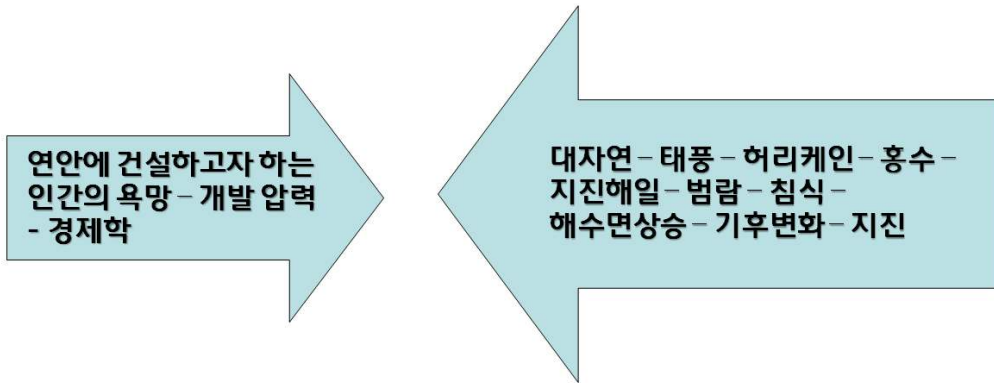 연안에 건설하고자 하는
인간의 욕망 – 개발 압력
- 경제학
대자연 – 태풍 – 허리케인 – 홍수 –
지진해일 – 범람 – 침식 –
해수면상승 – 기후변화 – 지진